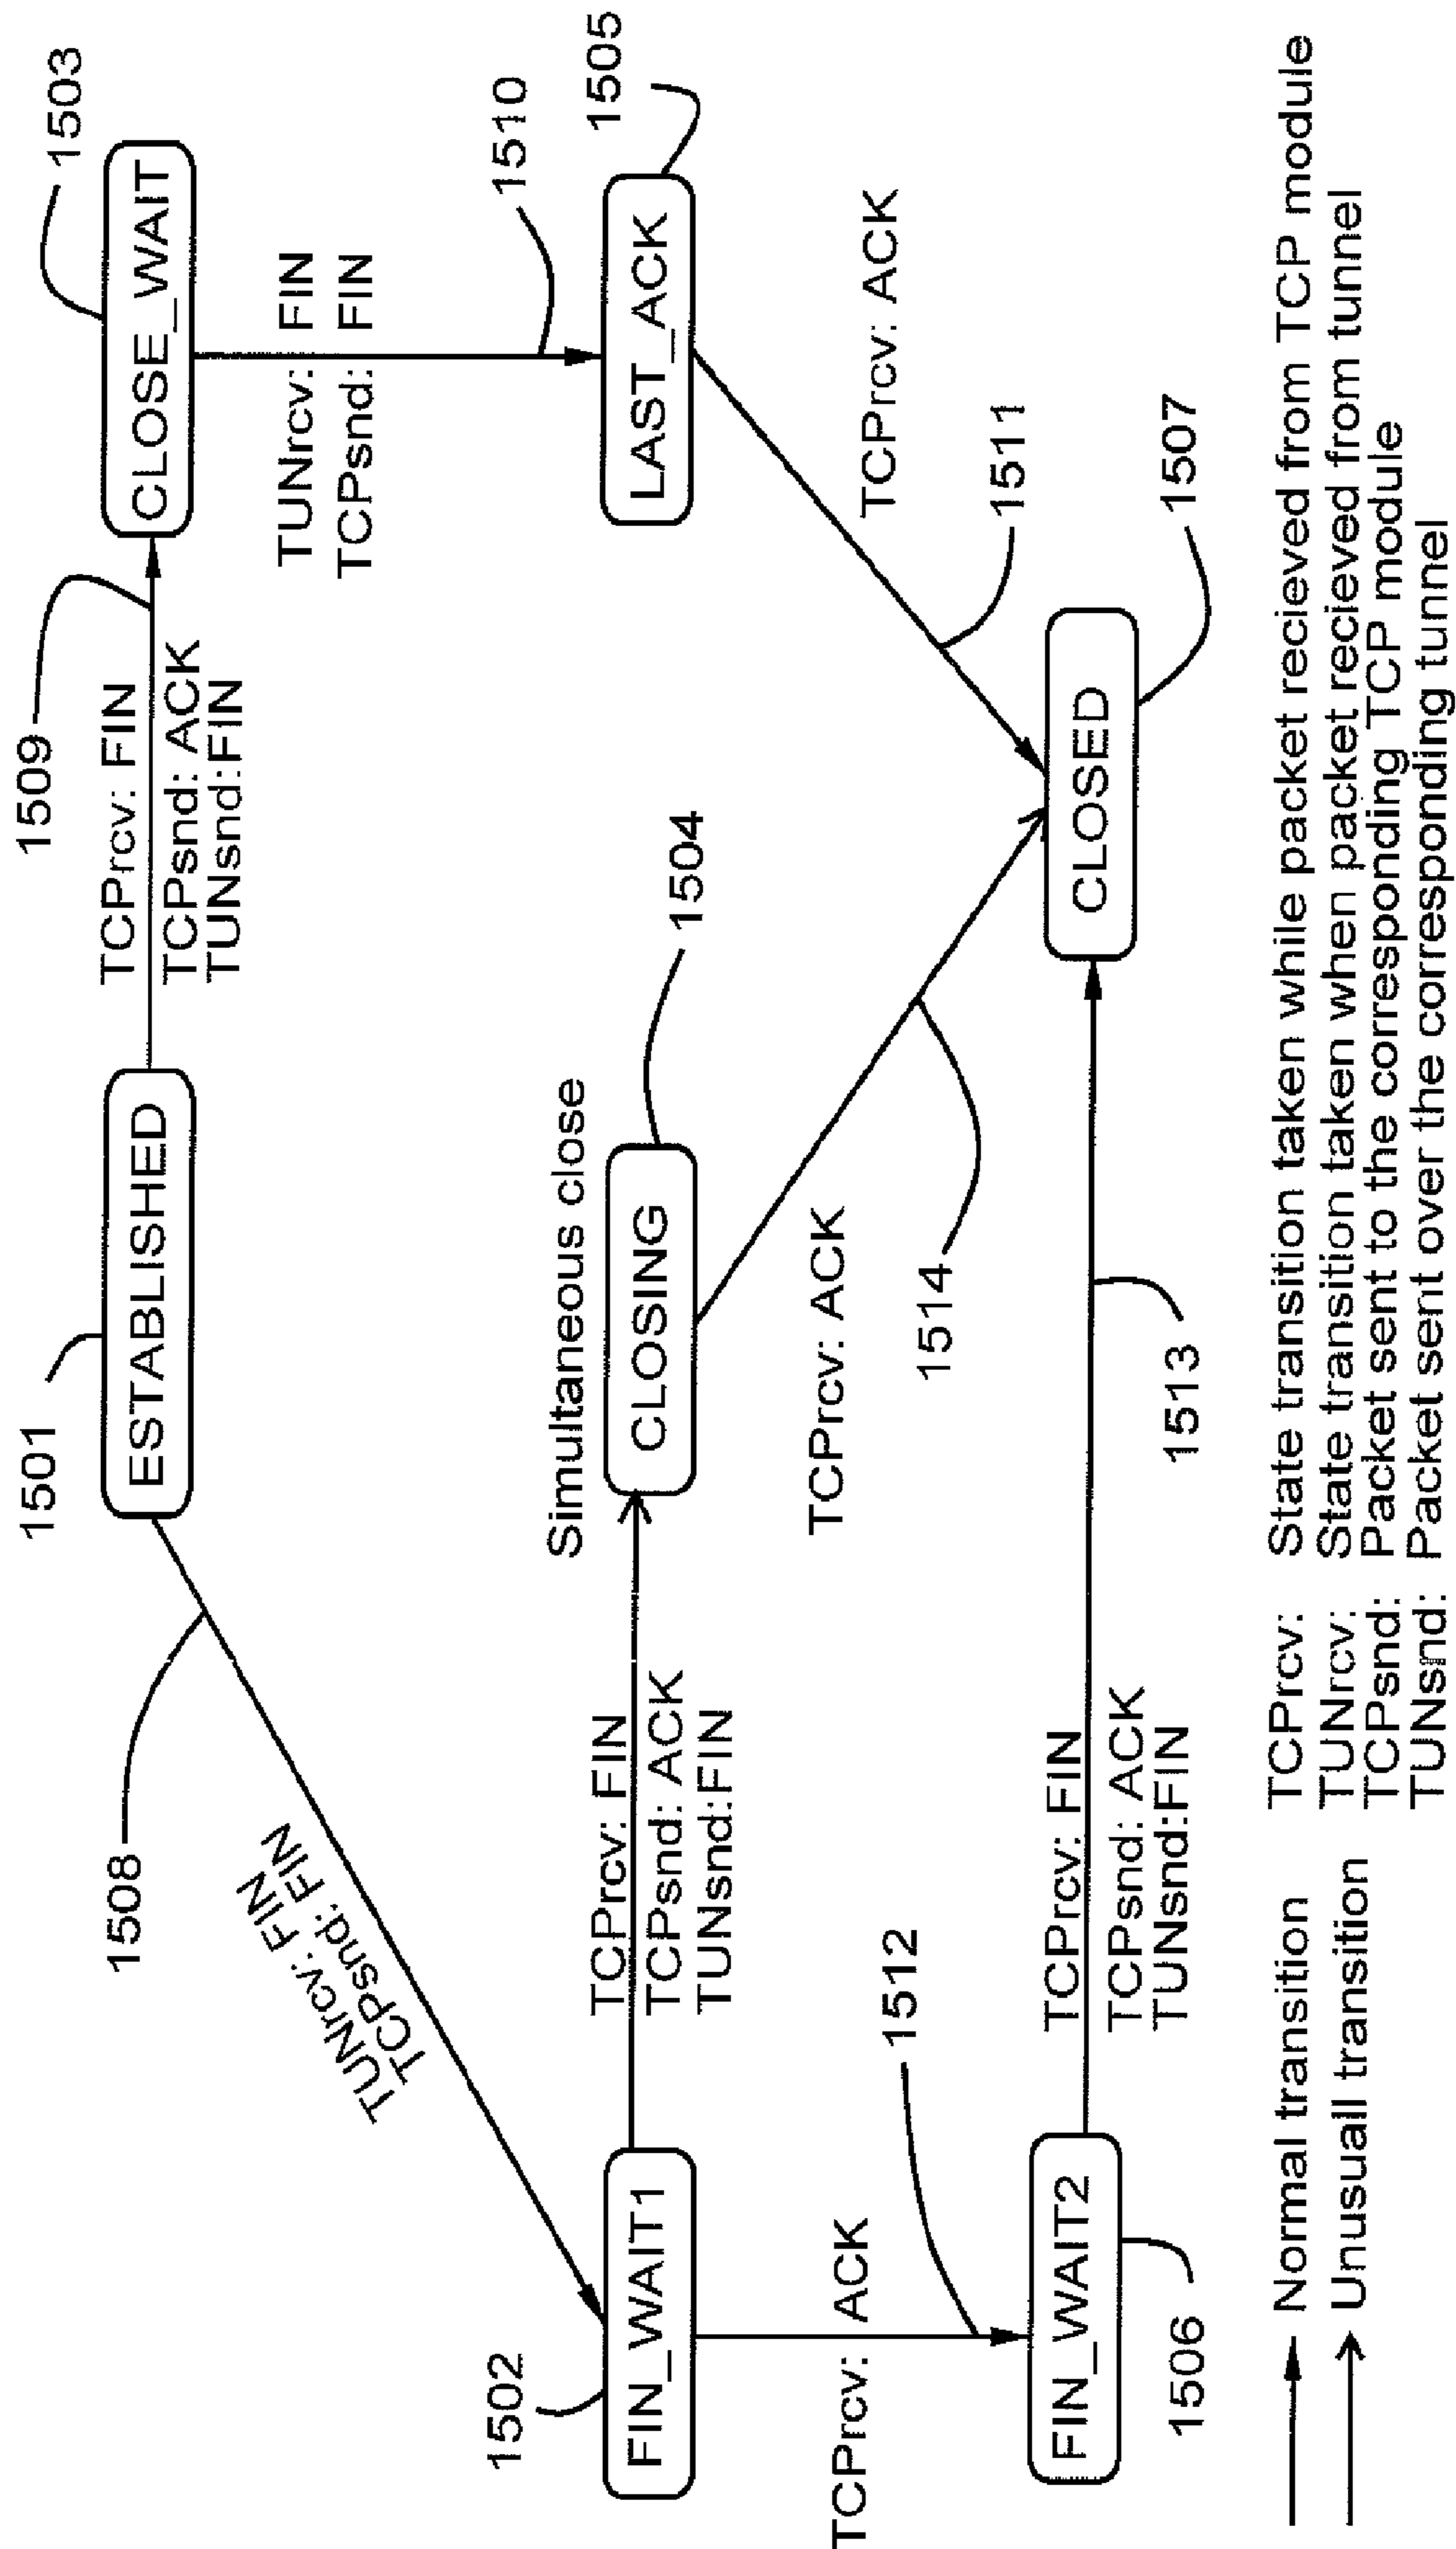 1501
ESTABLISHED
1509
TCPrcv: FIN
TCPsnd: ACK
TUNsnd:FIN
CLOSE_WAIT
1503
1508
TUNrcv: FIN
TCPsnd: FIN
TUNrcv: FIN
TCPsnd: FIN
1510
1502
FIN_WAIT1
TCPrcv: FIN
TCPsnd: ACK
TUNsnd:FIN
Simultaneous close
CLOSING
1504
LAST_ACK
1505
TCPrcv: ACK
1512
TCPrcv: ACK
1514
TCPrcv: ACK
1511
FIN_WAIT2
1506
TCPrcv: FIN
TCPsnd: ACK
TUNsnd:FIN
1513
CLOSED
1507
Normal transition
Unusuall transition
TCPrcv: State transition taken while packet recieved from TCP module
TUNrcv: State transition taken when packet recieved from tunnel
TCPsnd: Packet sent to the corresponding TCP module
TUNsnd: Packet sent over the corresponding tunnel